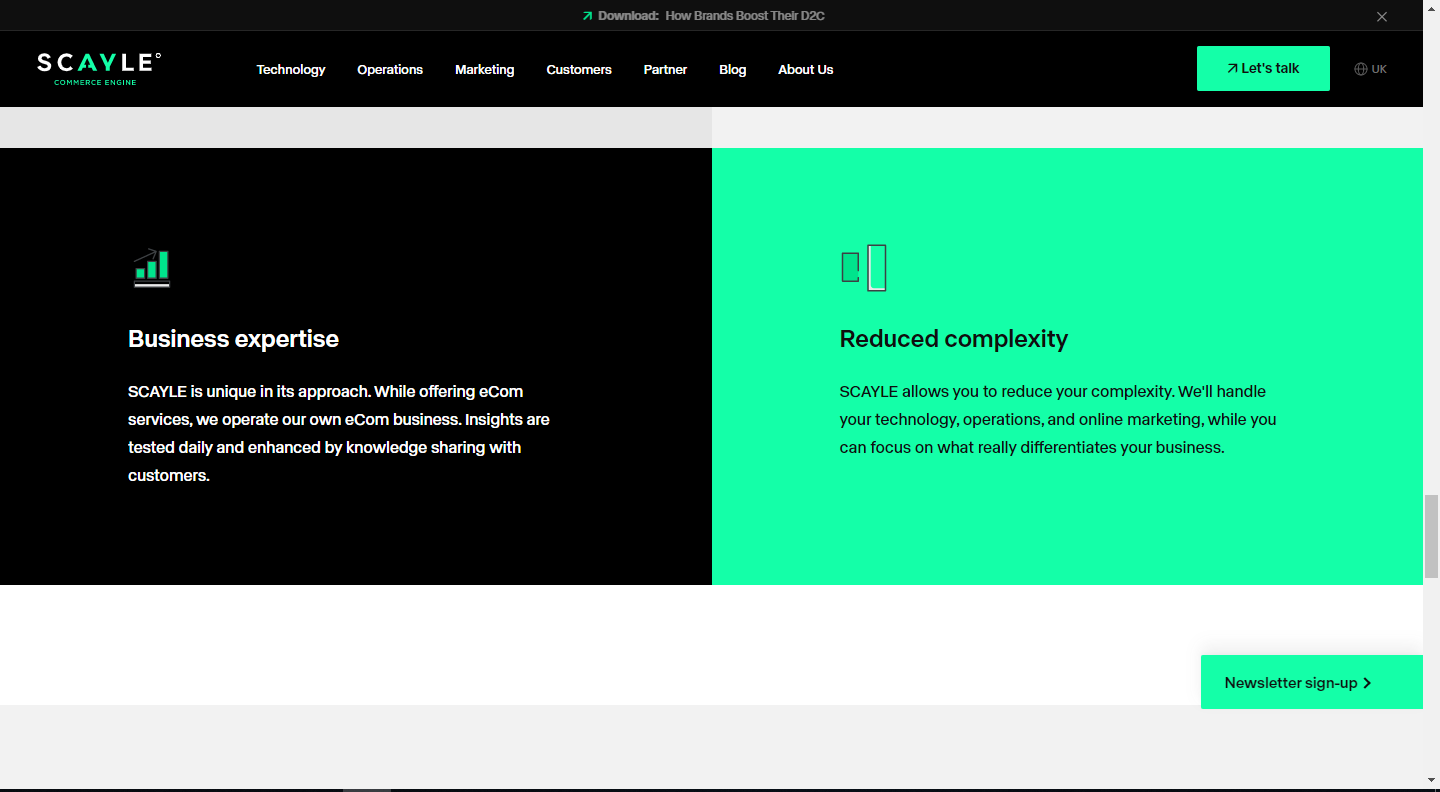 Download: How Brands Boost Their D2C
SCAYLE
COMMERCE ENGINE
Technology
Operations
Marketing
Customers
Partner
Blog
About Us
Let's talk
UK
Business expertise
SCAYLE is unique in its approach. While offering eCom
services, we operate our own eCom business. Insights are
tested daily and enhanced by knowledge sharing with
customers.
Reduced complexity
SCAYLE allows you to reduce your complexity. We'll handle
your technology, operations, and online marketing, while you
can focus on what really differentiates your business.
Newsletter sign-up